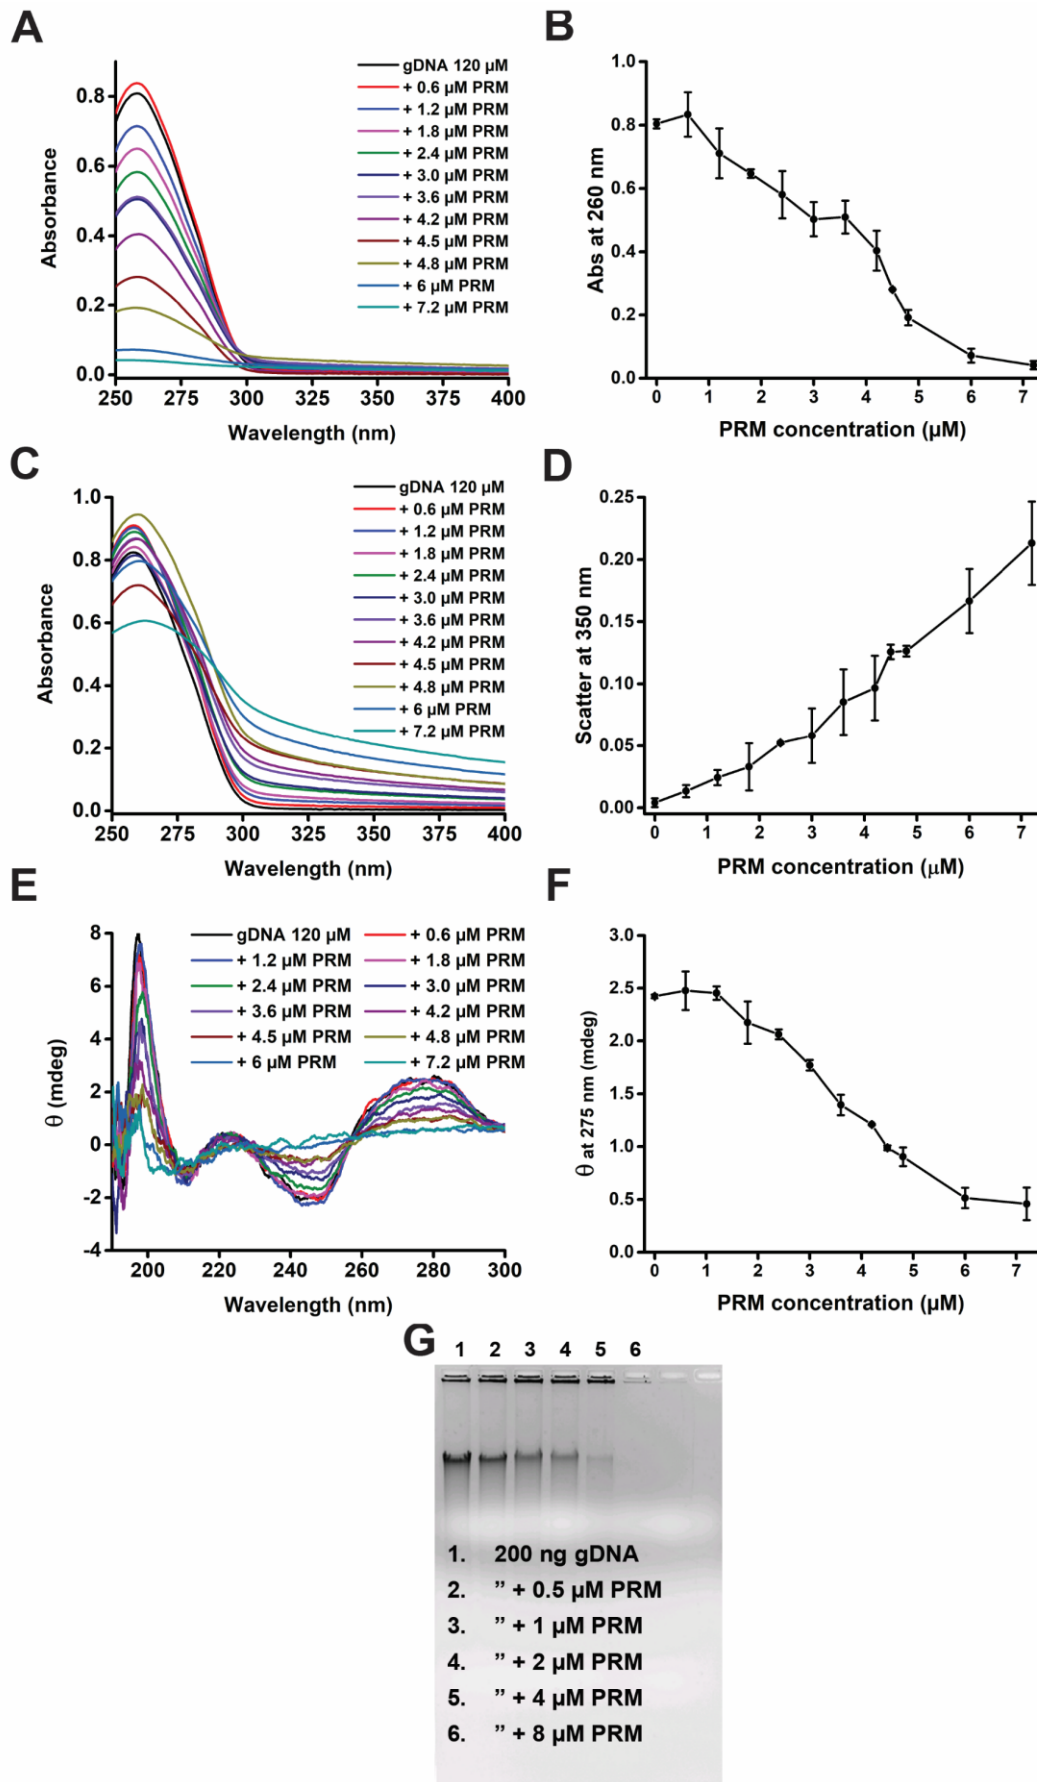 A
gDNA 120 µM
+ 0.6 µM PRM
+ 1.2 µM PRM
+ 1.8 µM PRM
+ 2.4 µM PRM
+ 3.0 µM PRM
+ 3.6 µM PRM
+ 4.2 µM PRM
+ 4.5 µM PRM
+ 4.8 µM PRM
+ 6 µM PRM
+ 7.2 µM PRM
Absorbance
0.8
0.6
0.4
0.2
0.0
250 275 300 325 350 375 400
Wavelength (nm)
B
Abs at 260 nm
1.0
0.8
0.6
0.4
0.2
0.0
0 1 2 3 4 5 6 7
PRM concentration (µM)
C
gDNA 120 µM
+ 0.6 µM PRM
+ 1.2 µM PRM
+ 1.8 µM PRM
+ 2.4 µM PRM
+ 3.0 µM PRM
+ 3.6 µM PRM
+ 4.2 µM PRM
+ 4.5 µM PRM
+ 4.8 µM PRM
+ 6 µM PRM
+ 7.2 µM PRM
Absorbance
1.0
0.8
0.6
0.4
0.2
0.0
250 275 300 325 350 375 400
Wavelength (nm)
D
Scatter at 350 nm
0.25
0.20
0.15
0.10
0.05
0.00
0 1 2 3 4 5 6 7
PRM concentration (µM)
E
gDNA 120 µM + 0.6 µM PRM
+ 1.2 µM PRM + 1.8 µM PRM
+ 2.4 µM PRM + 3.0 µM PRM
+ 3.6 µM PRM + 4.2 µM PRM
+ 4.5 µM PRM + 4.8 µM PRM
+ 6 µM PRM + 7.2 µM PRM
θ (mdeg)
8
6
4
2
0
-2
-4
200 220 240 260 280 300
Wavelength (nm)
F
θ at 275 nm (mdeg)
3.0
2.5
2.0
1.5
1.0
0.5
0.0
0 1 2 3 4 5 6 7
PRM concentration (µM)
G
1 2 3 4 5 6
1. 200 ng gDNA
2. ” + 0.5 µM PRM
3. ” + 1 µM PRM
4. ” + 2 µM PRM
5. ” + 4 µM PRM
6. ” + 8 µM PRM